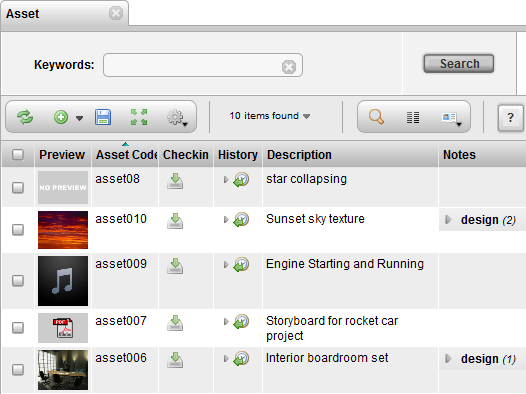 Asset
Keywords:
Search
10 items found
?
Preview Asset Code Checkin History Description Notes
NO PREVIEW asset08 star collapsing
asset010 Sunset sky texture design (2)
asset009 Engine Starting and Running
PDF asset007 Storyboard for rocket car
project
asset006 Interior boardroom set design (1)